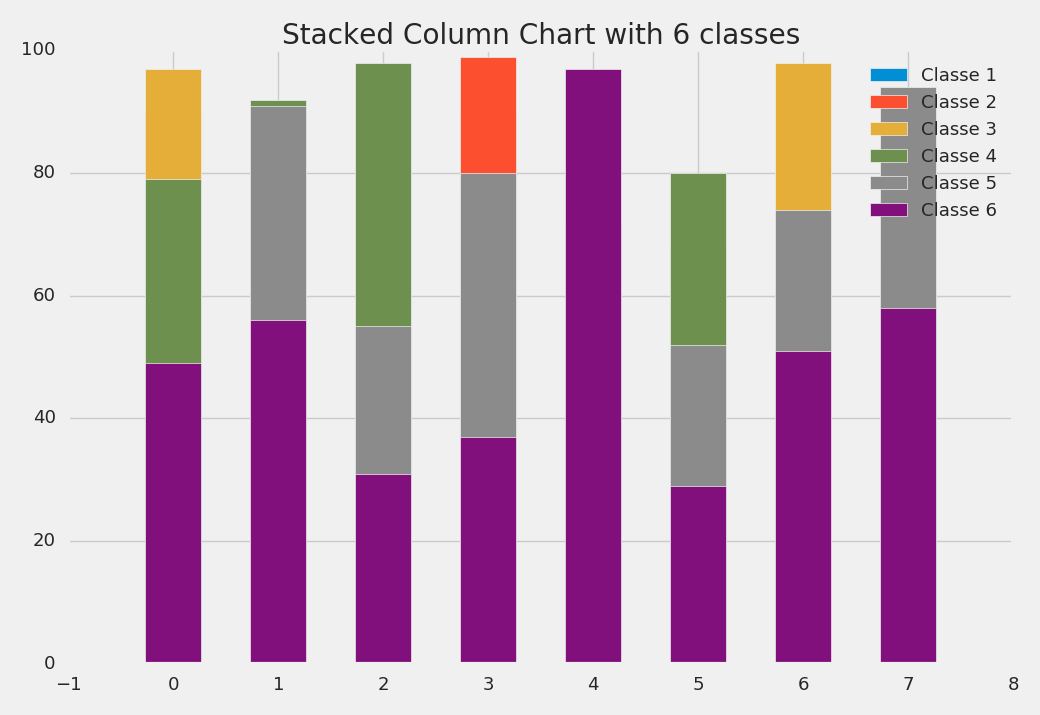 Stacked Column Chart with 6 classes
100
80
60
40
20
0
Classe 1
Classe 2
Classe 3
Classe 4
Classe 5
Classe 6
−1 0 1 2 3 4 5 6 7 8